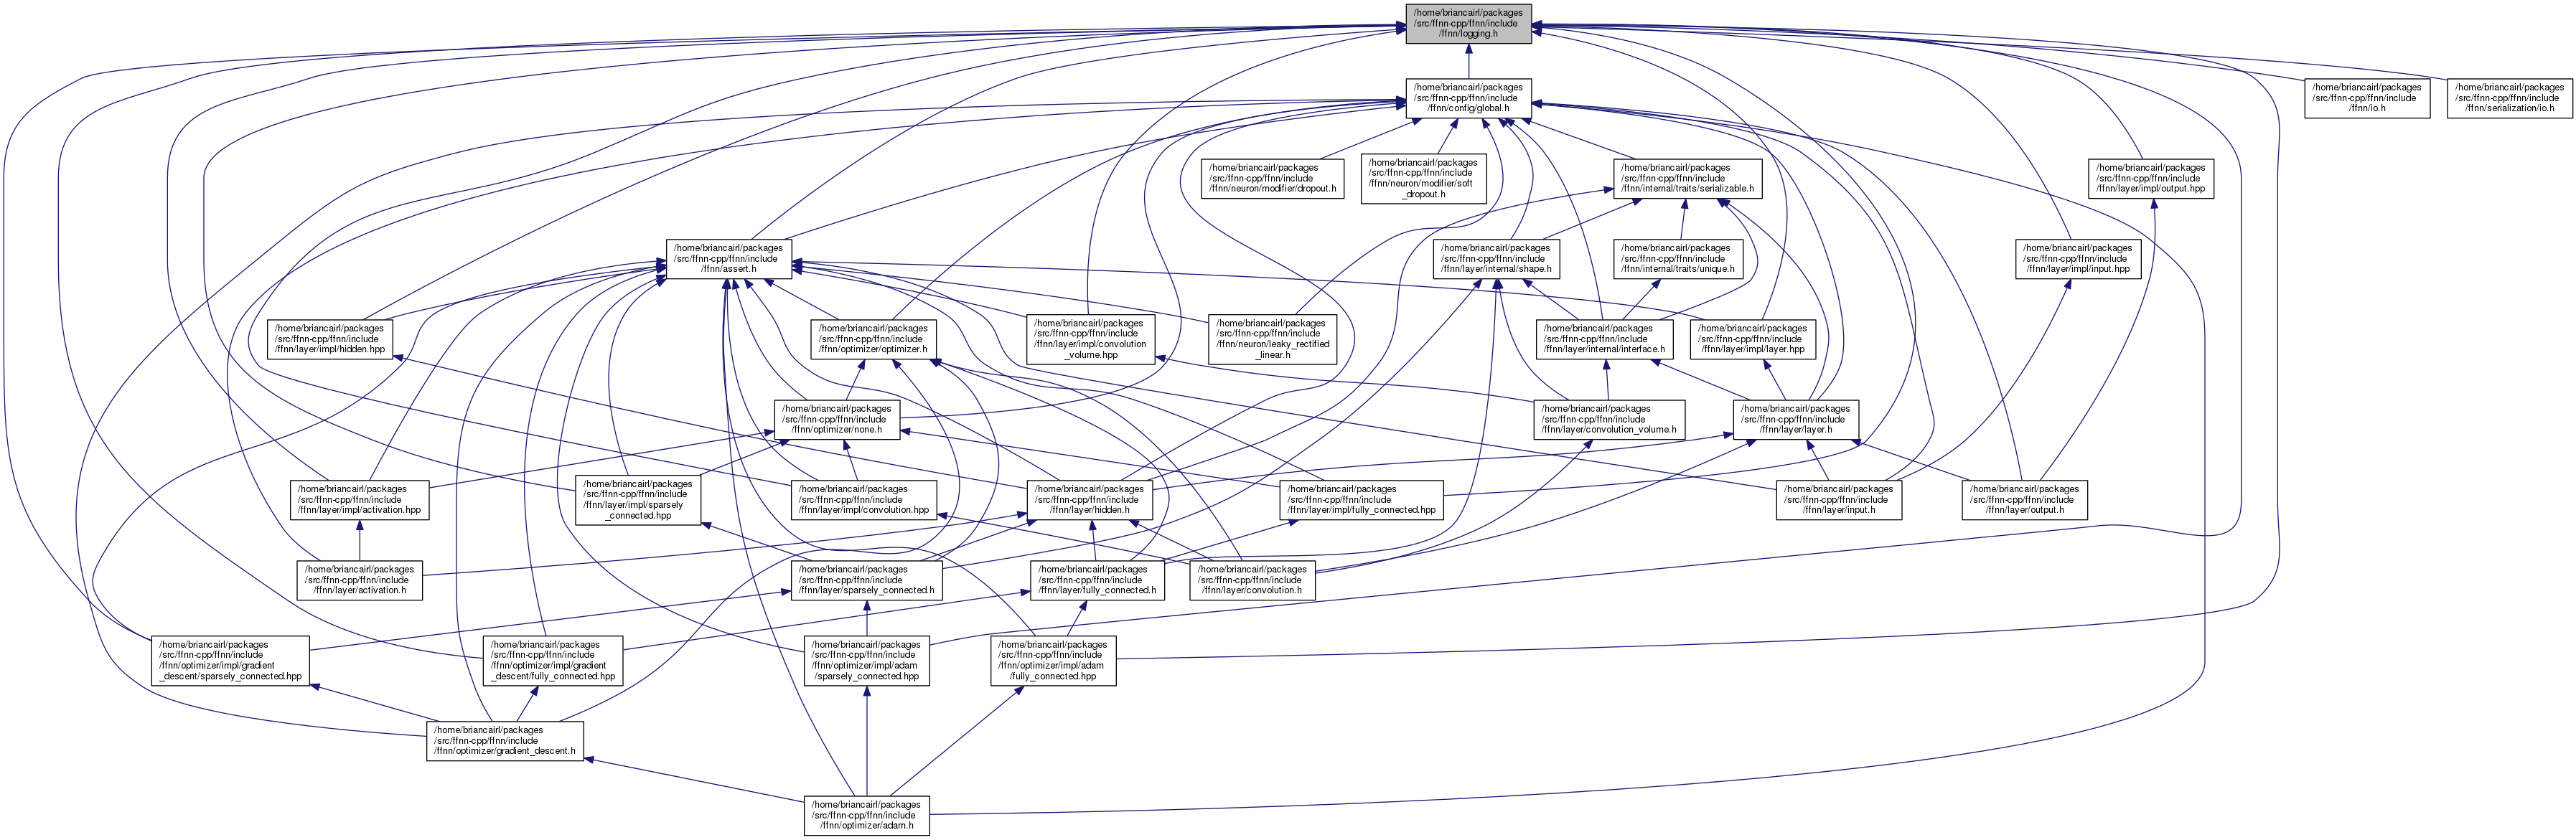 /home/briancairl/packages
/src/ffnn-cpp/ffnn/include
/ffnn/logging.h
/home/briancairl/packages
/src/ffnn-cpp/ffnn/include
/ffnn/config/global.h
/home/briancairl/packages
/src/ffnn-cpp/ffnn/include
/ffnn/io.h
/home/briancairl/packages
/src/ffnn-cpp/ffnn/include
/ffnn/serialization/io.h
/home/briancairl/packages
/src/ffnn-cpp/ffnn/include
/ffnn/neuron/modifier/dropout.h
/home/briancairl/packages
/src/ffnn-cpp/ffnn/include
/ffnn/neuron/modifier/soft
_dropout.h
/home/briancairl/packages
/src/ffnn-cpp/ffnn/include
/ffnn/internal/traits/serializable.h
/home/briancairl/packages
/src/ffnn-cpp/ffnn/include
/ffnn/layer/impl/output.hpp
/home/briancairl/packages
/src/ffnn-cpp/ffnn/include
/ffnn/assert.h
/home/briancairl/packages
/src/ffnn-cpp/ffnn/include
/ffnn/layer/internal/shape.h
/home/briancairl/packages
/src/ffnn-cpp/ffnn/include
/ffnn/internal/traits/unique.h
/home/briancairl/packages
/src/ffnn-cpp/ffnn/include
/ffnn/layer/impl/input.hpp
/home/briancairl/packages
/src/ffnn-cpp/ffnn/include
/ffnn/layer/impl/hidden.hpp
/home/briancairl/packages
/src/ffnn-cpp/ffnn/include
/ffnn/optimizer/optimizer.h
/home/briancairl/packages
/src/ffnn-cpp/ffnn/include
/ffnn/layer/impl/convolution
_volume.hpp
/home/briancairl/packages
/src/ffnn-cpp/ffnn/include
/ffnn/neuron/leaky_rectified
_linear.h
/home/briancairl/packages
/src/ffnn-cpp/ffnn/include
/ffnn/layer/internal/interface.h
/home/briancairl/packages
/src/ffnn-cpp/ffnn/include
/ffnn/layer/impl/layer.hpp
/home/briancairl/packages
/src/ffnn-cpp/ffnn/include
/ffnn/optimizer/none.h
/home/briancairl/packages
/src/ffnn-cpp/ffnn/include
/ffnn/layer/convolution_volume.h
/home/briancairl/packages
/src/ffnn-cpp/ffnn/include
/ffnn/layer/layer.h
/home/briancairl/packages
/src/ffnn-cpp/ffnn/include
/ffnn/layer/impl/activation.hpp
/home/briancairl/packages
/src/ffnn-cpp/ffnn/include
/ffnn/layer/impl/sparsely
_connected.hpp
/home/briancairl/packages
/src/ffnn-cpp/ffnn/include
/ffnn/layer/impl/convolution.hpp
/home/briancairl/packages
/src/ffnn-cpp/ffnn/include
/ffnn/layer/hidden.h
/home/briancairl/packages
/src/ffnn-cpp/ffnn/include
/ffnn/layer/impl/fully_connected.hpp
/home/briancairl/packages
/src/ffnn-cpp/ffnn/include
/ffnn/layer/input.h
/home/briancairl/packages
/src/ffnn-cpp/ffnn/include
/ffnn/layer/output.h
/home/briancairl/packages
/src/ffnn-cpp/ffnn/include
/ffnn/layer/activation.h
/home/briancairl/packages
/src/ffnn-cpp/ffnn/include
/ffnn/layer/sparsely_connected.h
/home/briancairl/packages
/src/ffnn-cpp/ffnn/include
/ffnn/layer/fully_connected.h
/home/briancairl/packages
/src/ffnn-cpp/ffnn/include
/ffnn/layer/convolution.h
/home/briancairl/packages
/src/ffnn-cpp/ffnn/include
/ffnn/optimizer/impl/gradient
_descent/sparsely_connected.hpp
/home/briancairl/packages
/src/ffnn-cpp/ffnn/include
/ffnn/optimizer/impl/gradient
_descent/fully_connected.hpp
/home/briancairl/packages
/src/ffnn-cpp/ffnn/include
/ffnn/optimizer/impl/adam
/sparsely_connected.hpp
/home/briancairl/packages
/src/ffnn-cpp/ffnn/include
/ffnn/optimizer/impl/adam
/fully_connected.hpp
/home/briancairl/packages
/src/ffnn-cpp/ffnn/include
/ffnn/optimizer/gradient_descent.h
/home/briancairl/packages
/src/ffnn-cpp/ffnn/include
/ffnn/optimizer/adam.h